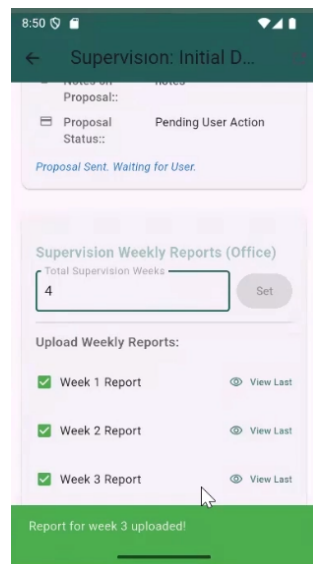 8:50
Supervision: Initial D...
Notes on notes
Proposal::
Proposal Pending User Action
Status::
Proposal Sent. Waiting for User.
Supervision Weekly Reports (Office)
Total Supervision Weeks
4 Set
Upload Weekly Reports:
Week 1 Report View Last
Week 2 Report View Last
Week 3 Report View Last
Report for week 3 uploaded!